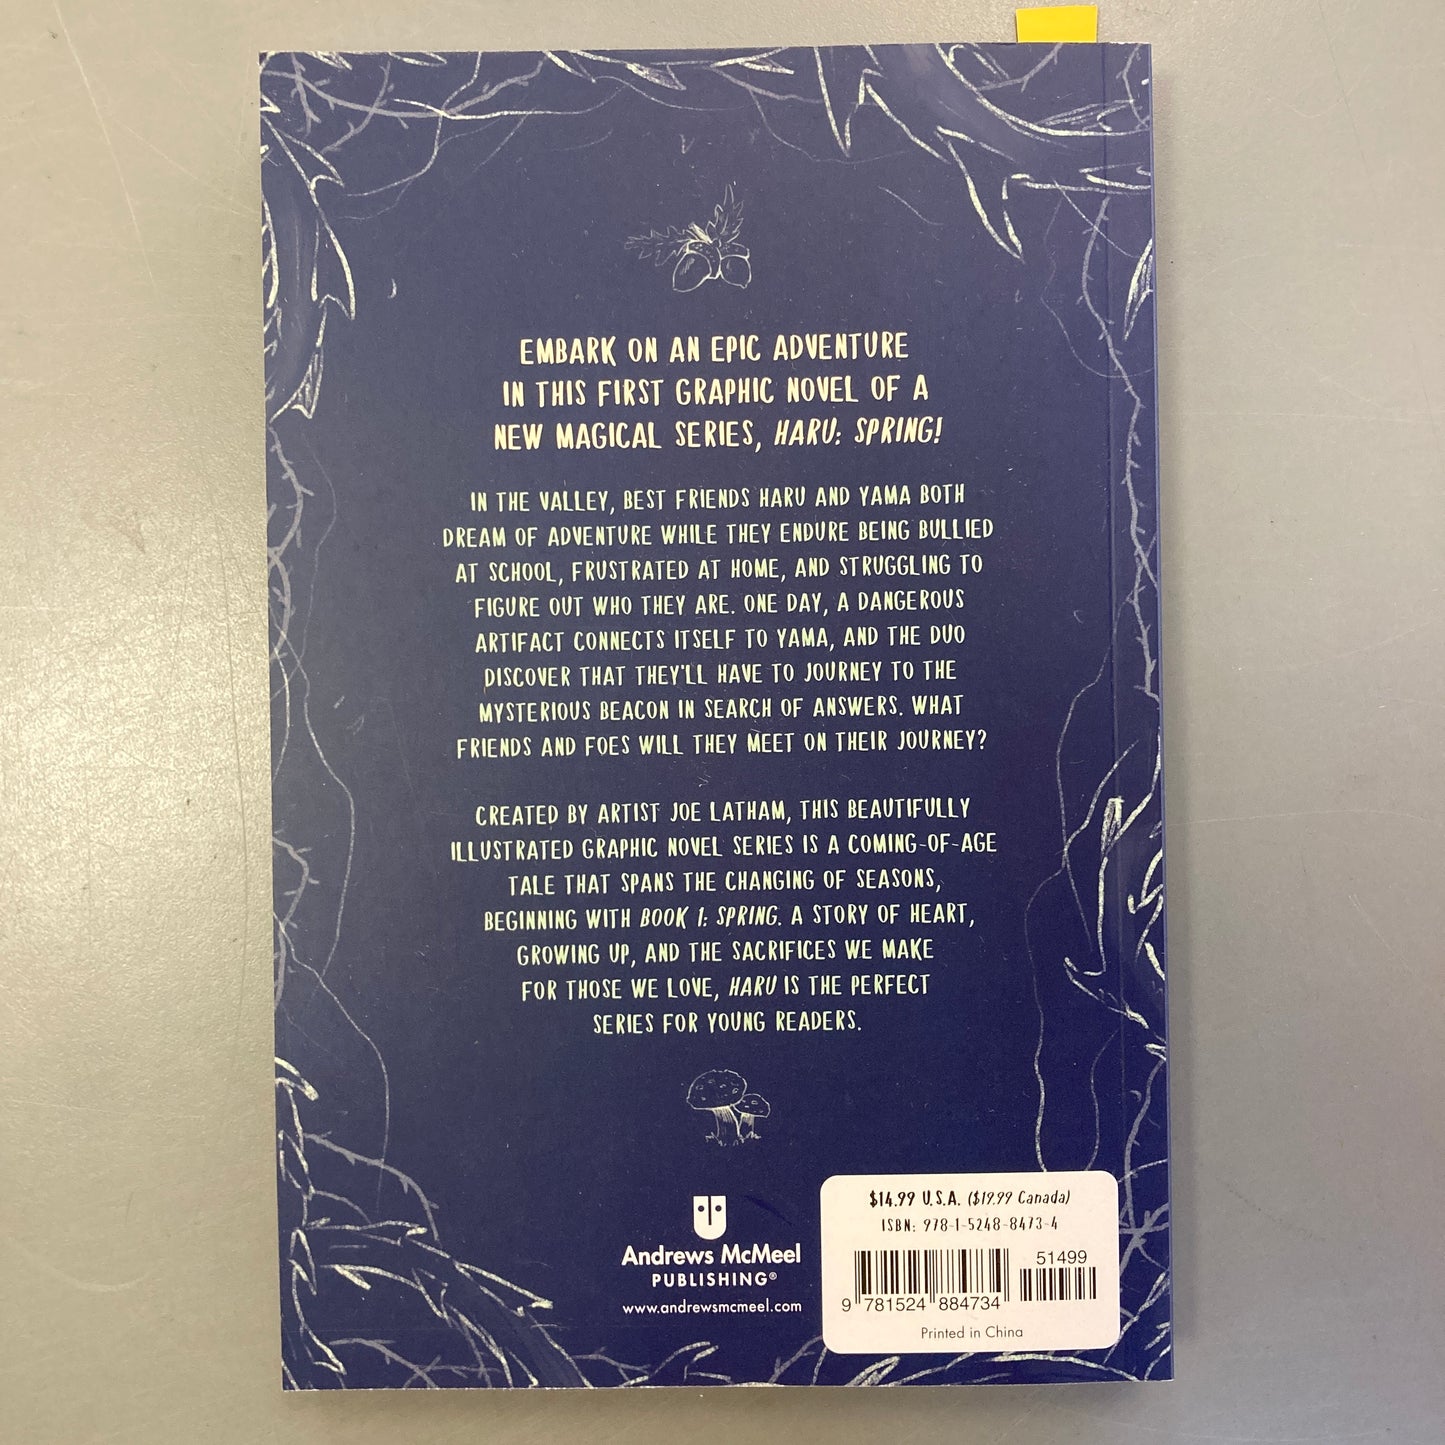 EMBARK ON AN EPIC ADVENTURE
IN THIS FIRST GRAPHIC NOVEL OF A
NEW MAGICAL SERIES, HARU: SPRING!
IN THE VALLEY, BEST FRIENDS HARU AND YAMA BOTH
DREAM OF ADVENTURE WHILE THEY ENDURE BEING BULLIED
AT SCHOOL, FRUSTRATED AT HOME, AND STRUGGLING TO
FIGURE OUT WHO THEY ARE. ONE DAY, A DANGEROUS
ARTIFACT CONNECTS ITSELF TO YAMA, AND THE DUO
DISCOVER THAT THEY'LL HAVE TO JOURNEY TO THE
MYSTERIOUS BEACON IN SEARCH OF ANSWERS. WHAT
FRIENDS AND FOES WILL THEY MEET ON THEIR JOURNEY?
CREATED BY ARTIST JOE LATHAM, THIS BEAUTIFULLY
ILLUSTRATED GRAPHIC NOVEL SERIES IS A COMING-OF-AGE
TALE THAT SPANS THE CHANGING OF SEASONS,
BEGINNING WITH BOOK 1: SPRING. A STORY OF HEART,
GROWING UP, AND THE SACRIFICES WE MAKE
FOR THOSE WE LOVE, HARU IS THE PERFECT
SERIES FOR YOUNG READERS.
Andrews McMeel
PUBLISHING®
www.andrewsmcmeel.com
$14.99 U.S.A. ($19.99 Canada)
ISBN: 978-1-5248-8473-4
51499
9 781524 884734
Printed in China